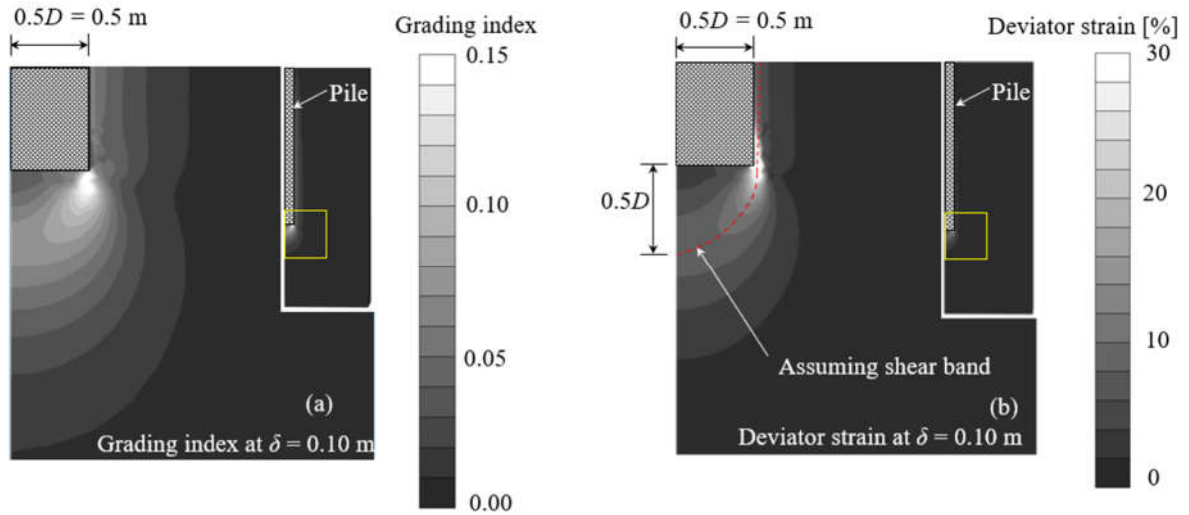 0.5D = 0.5 m
Grading index
0.15
0.10
0.05
0.00
Pile
(a)
Grading index at δ = 0.10 m
0.5D = 0.5 m
Deviator strain [%]
30
20
10
0
Pile
0.5D
Assuming shear band
(b)
Deviator strain at δ = 0.10 m